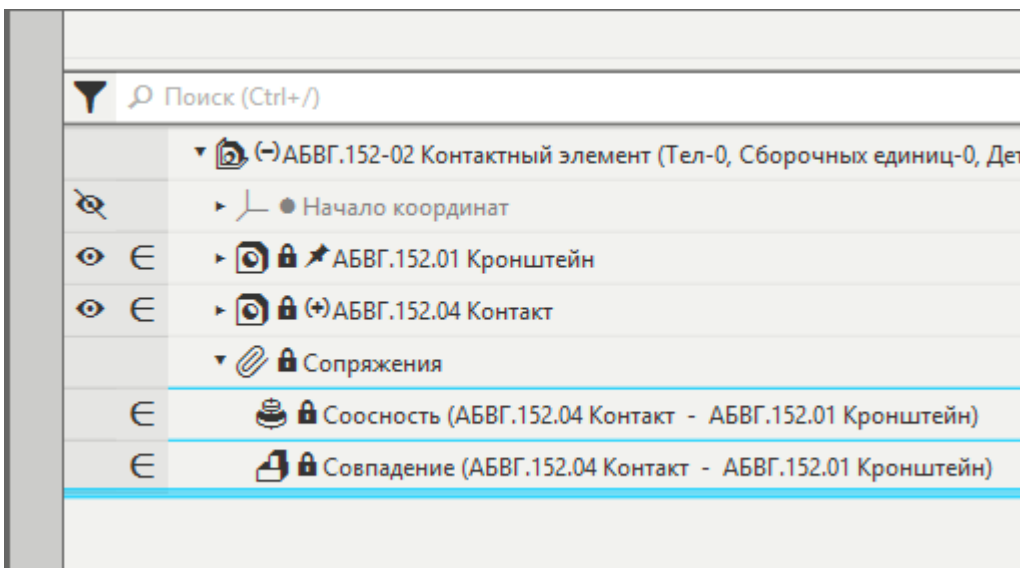 Поиск (Ctrl+/)
(-)АБВГ.152-02 Контактный элемент (Тел-0, Сборочных единиц-0, Дет
Начало координат
АБВГ.152.01 Кронштейн
(+)АБВГ.152.04 Контакт
Сопряжения
Соосность (АБВГ.152.04 Контакт - АБВГ.152.01 Кронштейн)
Совпадение (АБВГ.152.04 Контакт - АБВГ.152.01 Кронштейн)